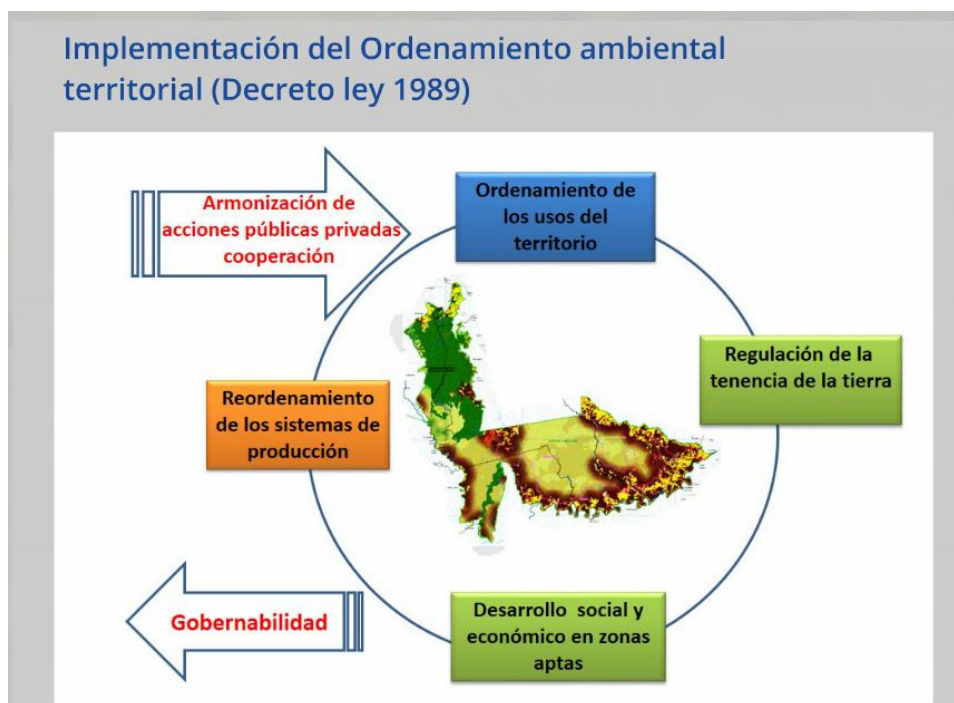 Implementación del Ordenamiento ambiental
territorial (Decreto ley 1989)
Armonización de
acciones públicas privadas
cooperación
Ordenamiento de
los usos del
territorio
Regulación de la
tenencia de la tierra
Reordenamiento
de los sistemas de
producción
Gobernabilidad
Desarrollo social y
económico en zonas
aptas